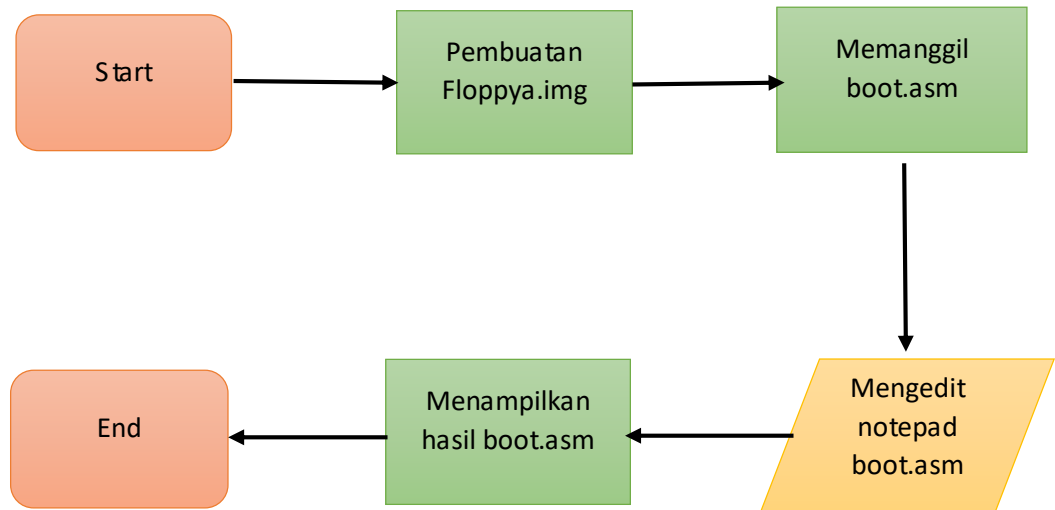 Start
Pembuatan
Floppya.img
Memanggil
boot.asm
Mengedit
notepad
boot.asm
Menampilkan
hasil boot.asm
End